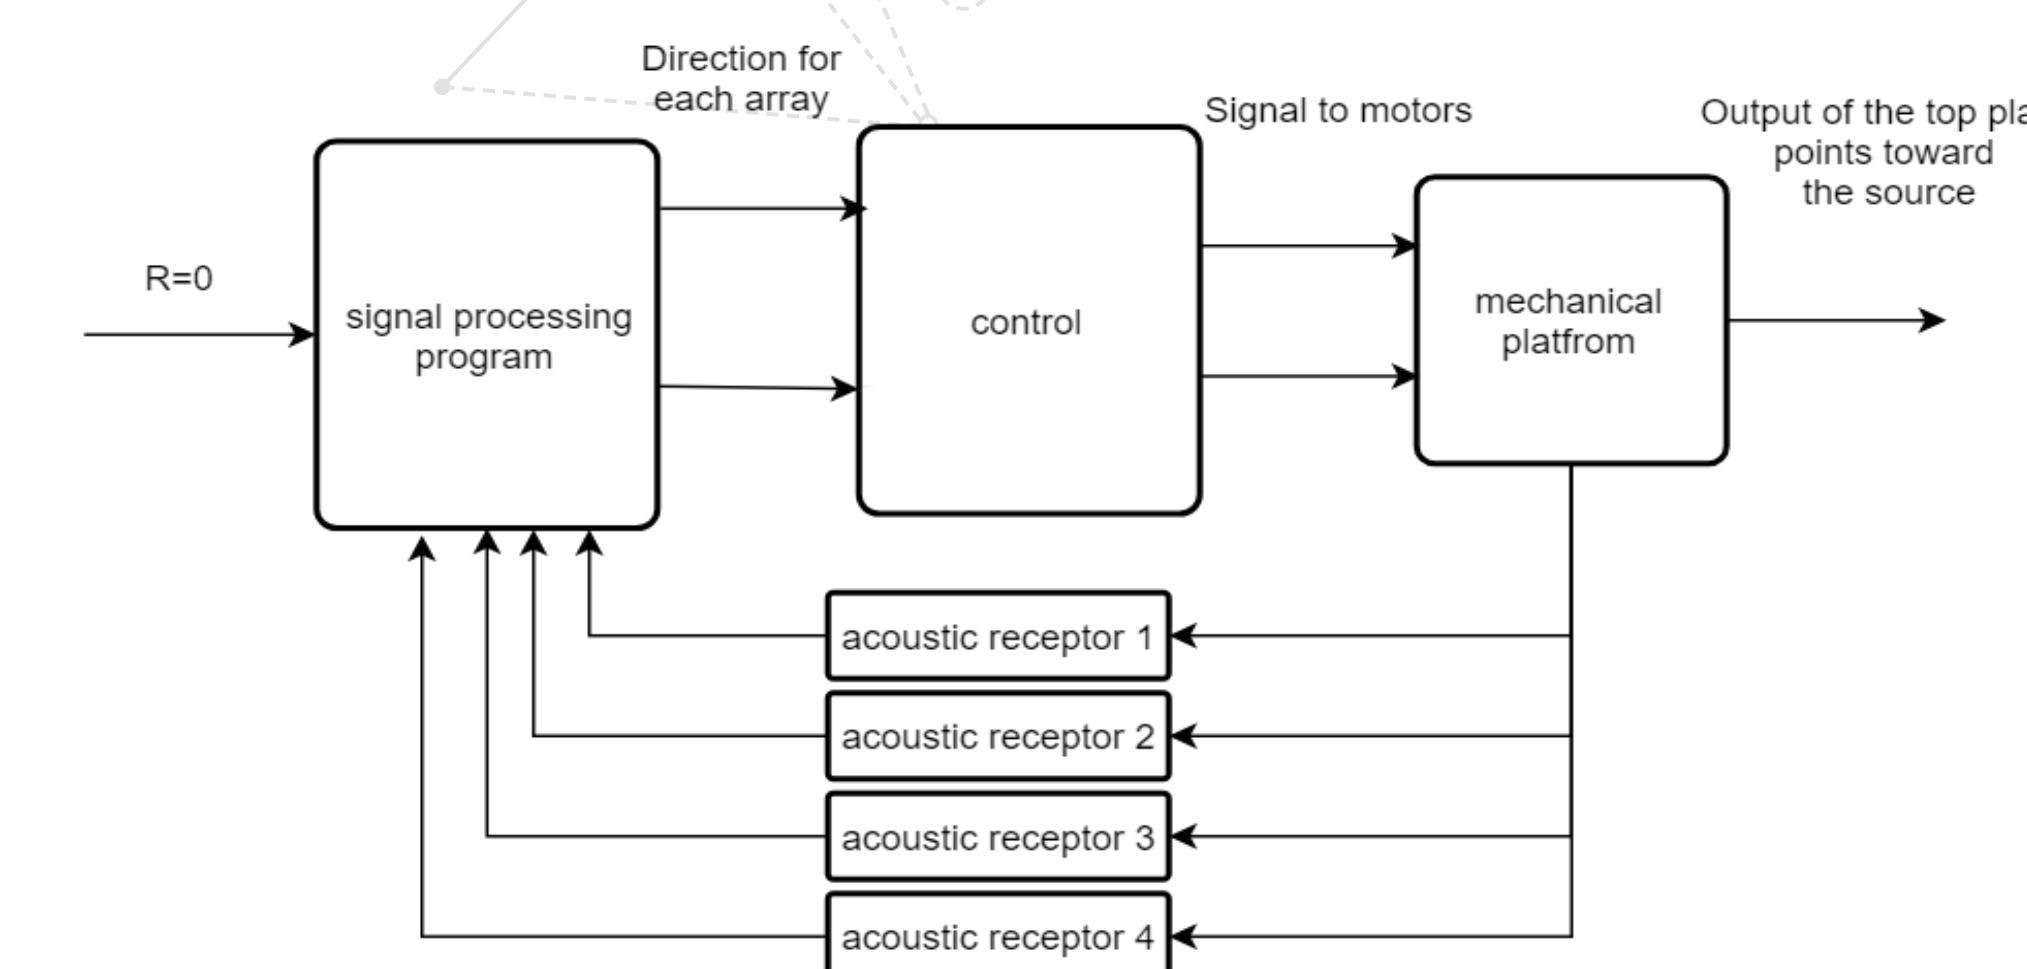 Direction for
each array
Signal to motors
Output of the top pla
points toward
the source
R=0
signal processing
program
control
mechanical
platfrom
acoustic receptor 1
acoustic receptor 2
acoustic receptor 3
acoustic receptor 4